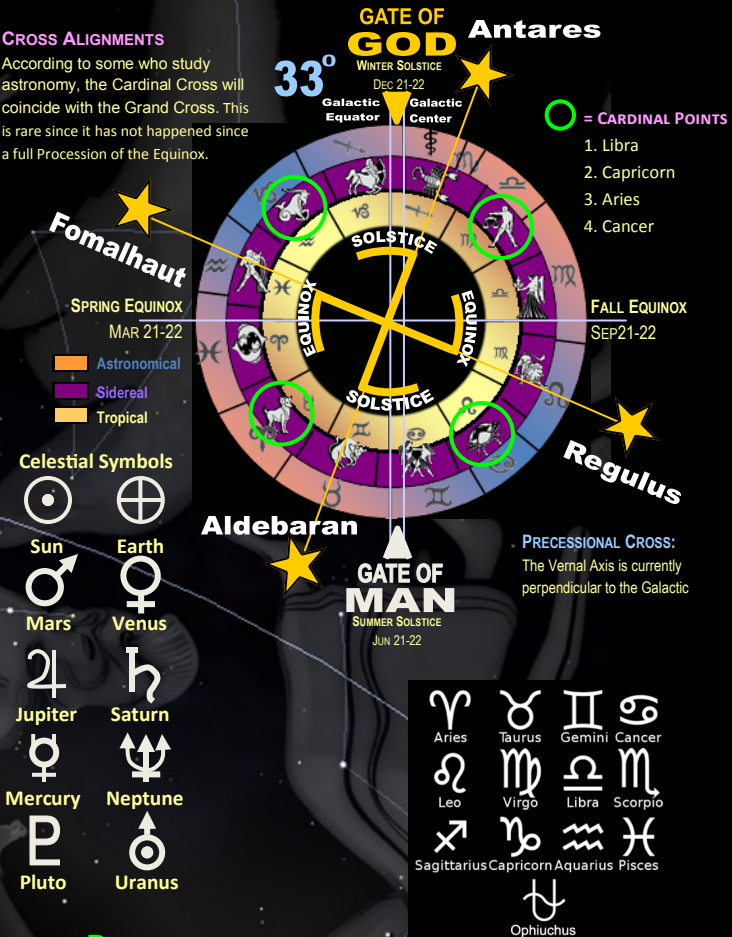 CROSS ALIGNMENTS
According to some who study
astronomy, the Cardinal Cross will
coincide with the Grand Cross. This
is rare since it has not happened since
a full Procession of the Equinox.
GATE OF
GOD
WINTER SOLSTICE
DEC 21-22
33°
Antares
Galactic
Equator
Galactic
Center
= CARDINAL POINTS
1. Libra
2. Capricorn
3. Aries
4. Cancer
Fomalhaut
SOLSTICE
EQUINOX
EQUINOX
SOLSTICE
SPRING EQUINOX
MAR 21-22
FALL EQUINOX
SEP21-22
Astronomical
Sidereal
Tropical
Regulus
Aldebaran
GATE OF
MAN
SUMMER SOLSTICE
JUN 21-22
PRECESSIONAL CROSS:
The Vernal Axis is currently
perpendicular to the Galactic
Celestial Symbols
Sun Earth
Mars Venus
Jupiter Saturn
Mercury Neptune
Pluto Uranus
Aries Taurus Gemini Cancer
Leo Virgo Libra Scorpio
Sagittarius Capricorn Aquarius Pisces
Ophiuchus